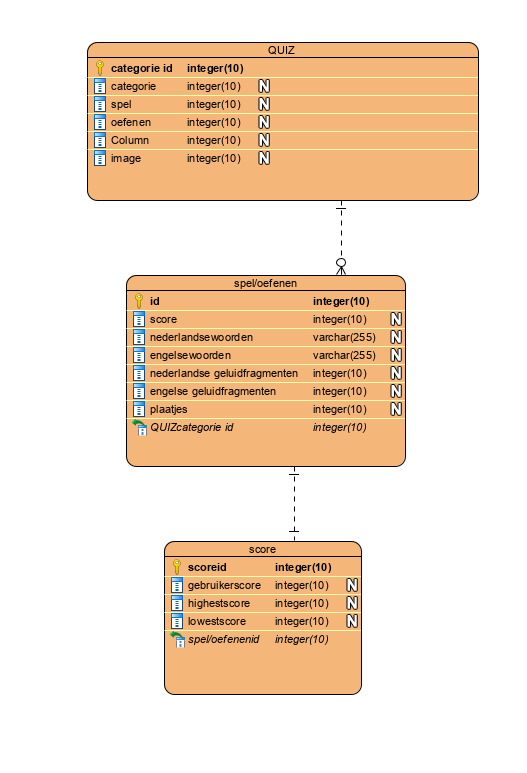 QUIZ
categorie id integer(10)
categorie integer(10) N
spel integer(10) N
oefenen integer(10) N
Column integer(10) N
image integer(10) N
spel/oefenen
id integer(10)
score integer(10) N
nederlandsewoorden varchar(255) N
engelsewoorden varchar(255) N
nederlandse geluidfragmenten integer(10) N
engelse geluidfragmenten integer(10) N
plaatjes integer(10) N
QUIZcategorie id integer(10)
score
scoreid integer(10)
gebruikerscore integer(10) N
highestscore integer(10) N
lowestscore integer(10) N
spel/oefenenid integer(10)